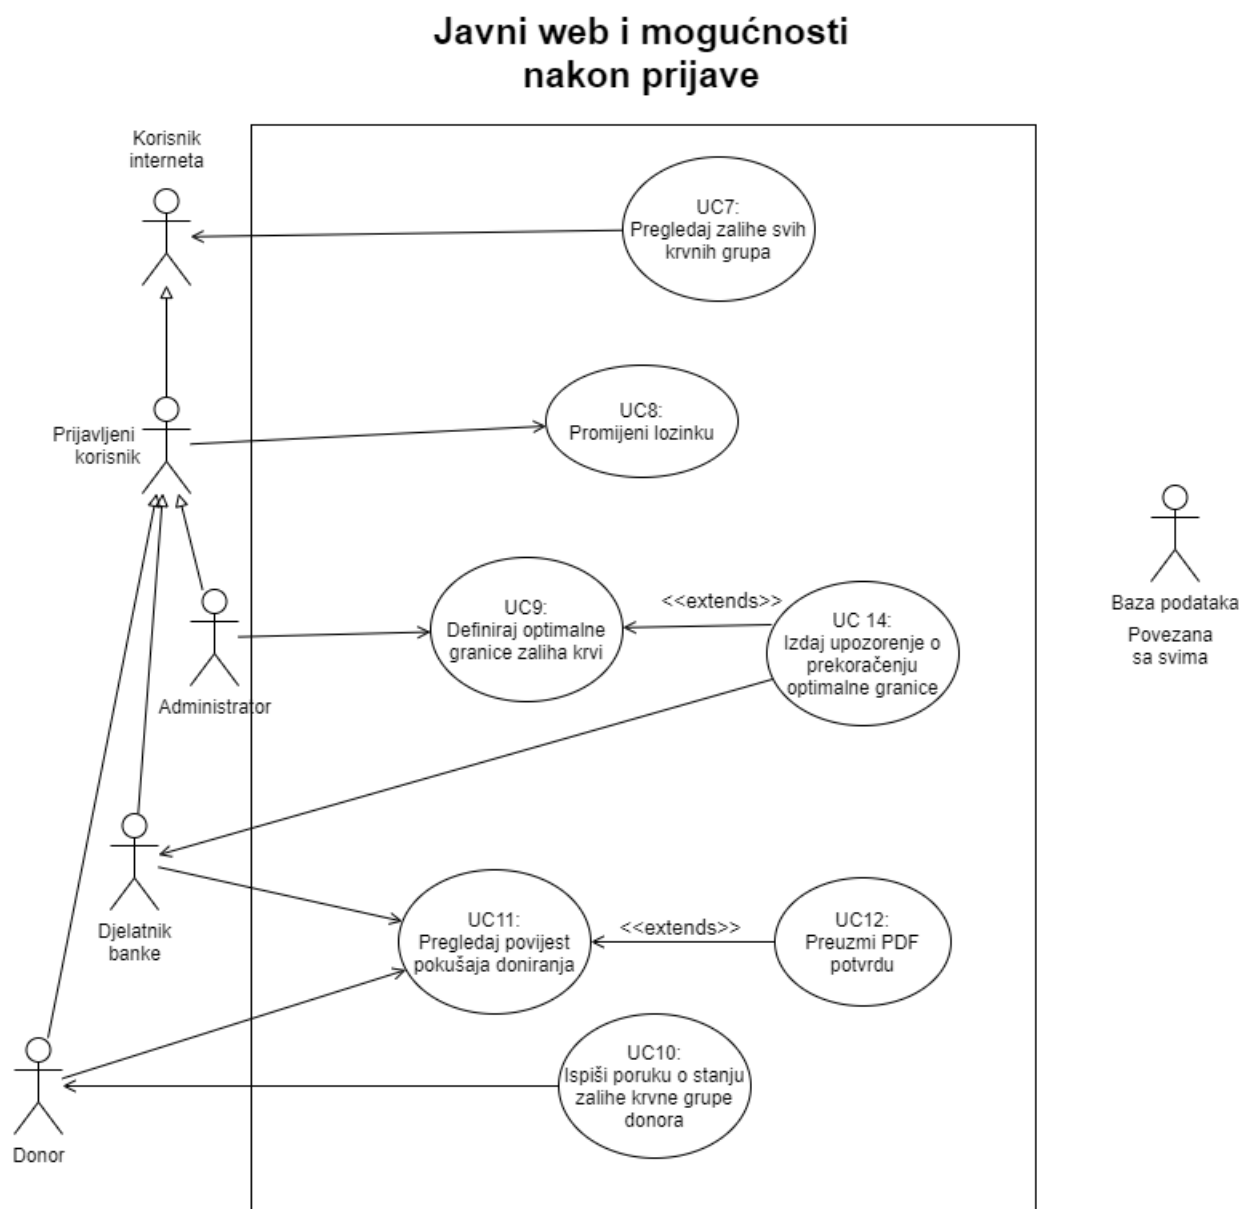 Javni web i mogućnosti
nakon prijave
Korisnik
interneta
UC7:
Pregledaj zalihe svih
krvnih grupa
UC8:
Promijeni lozinku
Prijavljeni
korisnik
UC9:
Definiraj optimalne
granice zaliha krvi
<<extends>>
UC 14:
Izdaj upozorenje o
prekoračenju
optimalne granice
Baza podataka
Povezana
sa svima
Administrator
Djelatnik
banke
UC11:
Pregledaj povijest
pokušaja doniranja
<<extends>>
UC12:
Preuzmi PDF
potvrdu
UC10:
Ispiši poruku o stanju
zalihe krvne grupe
donora
Donor